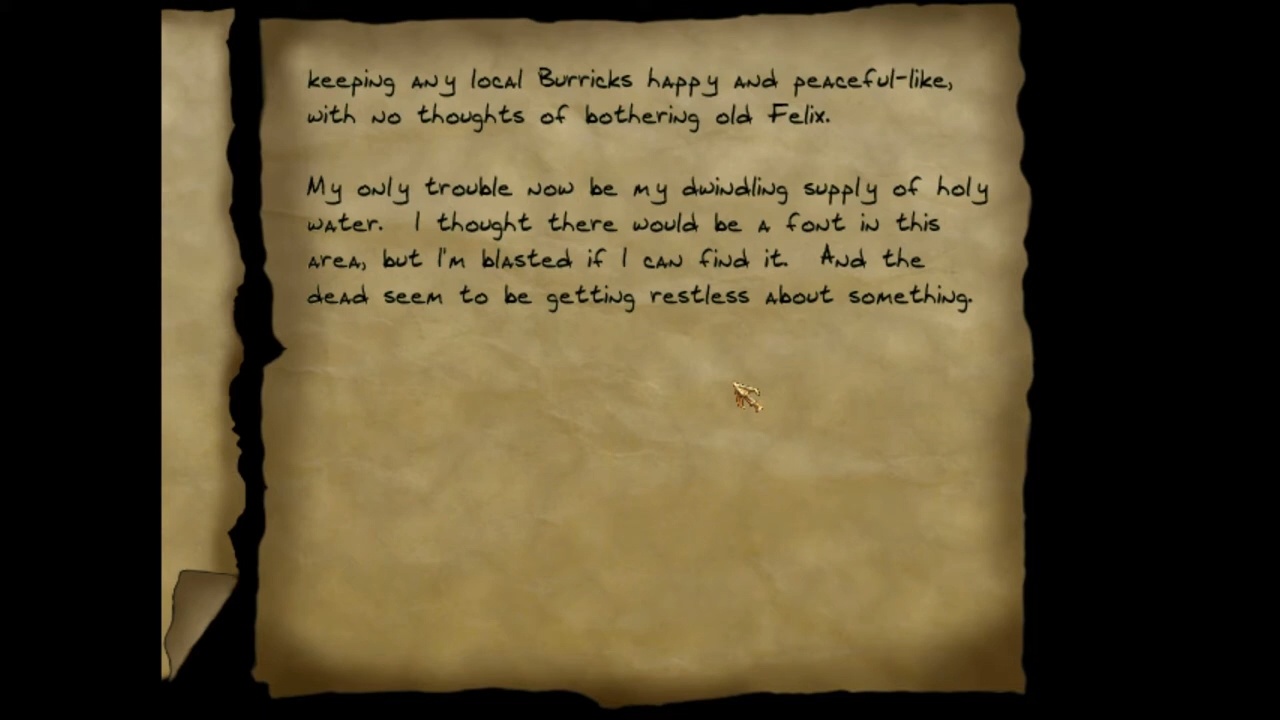 keeping any local Burricks happy and peaceful-like,
with no thoughts of bothering old Felix.
My only trouble now be my dwindling supply of holy
water.  I thought there would be a font in this
area, but I'm blasted if I can find it.  And the
dead seem to be getting restless about something.